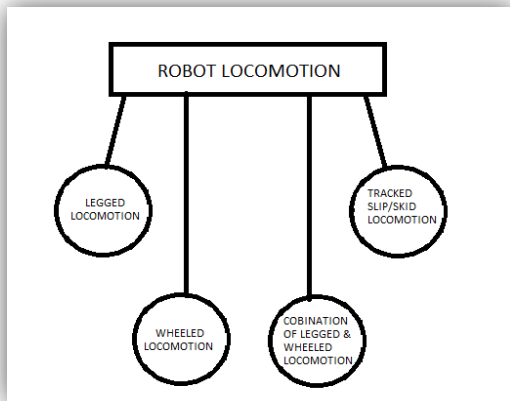 ROBOT LOCOMOTION
LEGGED
LOCOMOTION
TRACKED
SLIP/SKID
LOCOMOTION
WHEELED
LOCOMOTION
COBINATION
OF LEGGED &
WHEELED
LOCOMOTION